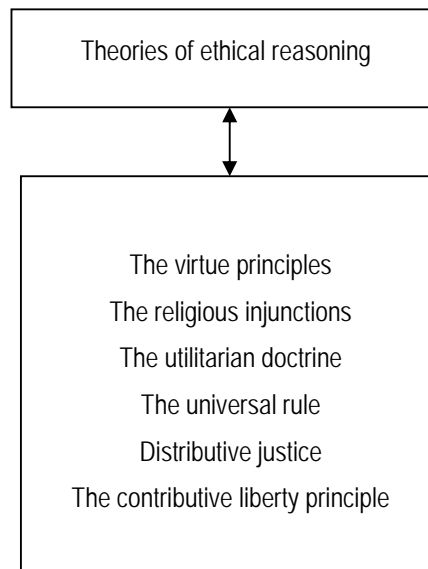 Theories of ethical reasoning
The virtue principles
The religious injunctions
The utilitarian doctrine
The universal rule
Distributive justice
The contributive liberty principle